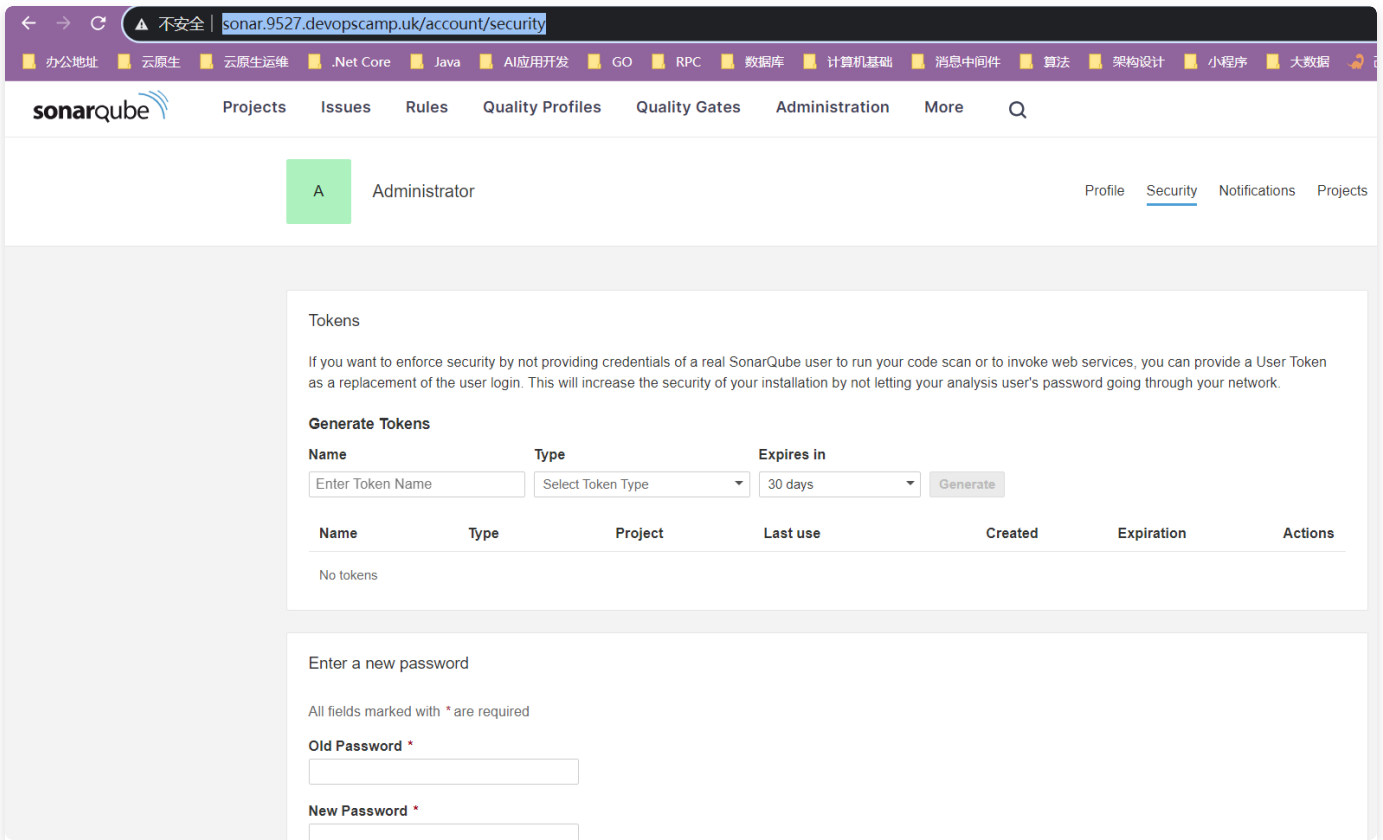 不安全 sonar.9527.devopscamp.uk/account/security
办公地址 云原生 云原生运维 .Net Core Java AI应用开发 GO RPC 数据库 计算机基础 消息中间件 算法 架构设计 小程序 大数据
sonarqube Projects Issues Rules Quality Profiles Quality Gates Administration More
A Administrator Profile Security Notifications Projects
Tokens
If you want to enforce security by not providing credentials of a real SonarQube user to run your code scan or to invoke web services, you can provide a User Token
as a replacement of the user login. This will increase the security of your installation by not letting your analysis user's password going through your network.
Generate Tokens
Name Type Expires in
Enter Token Name Select Token Type 30 days Generate
Name Type Project Last use Created Expiration Actions
No tokens
Enter a new password
All fields marked with * are required
Old Password *
New Password *